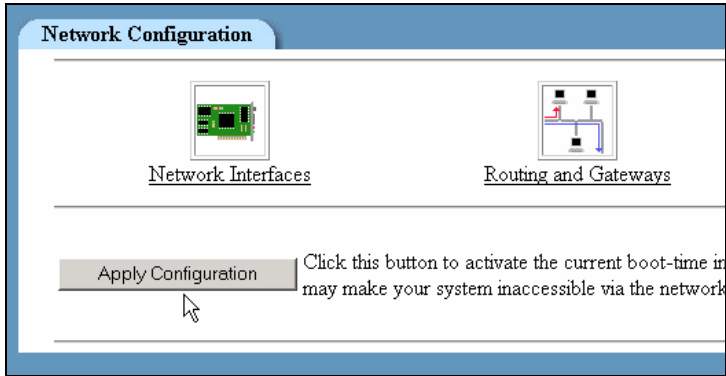 Network Configuration
Network Interfaces
Routing and Gateways
Apply Configuration
Click this button to activate the current boot-time
may make your system inaccessible via the network